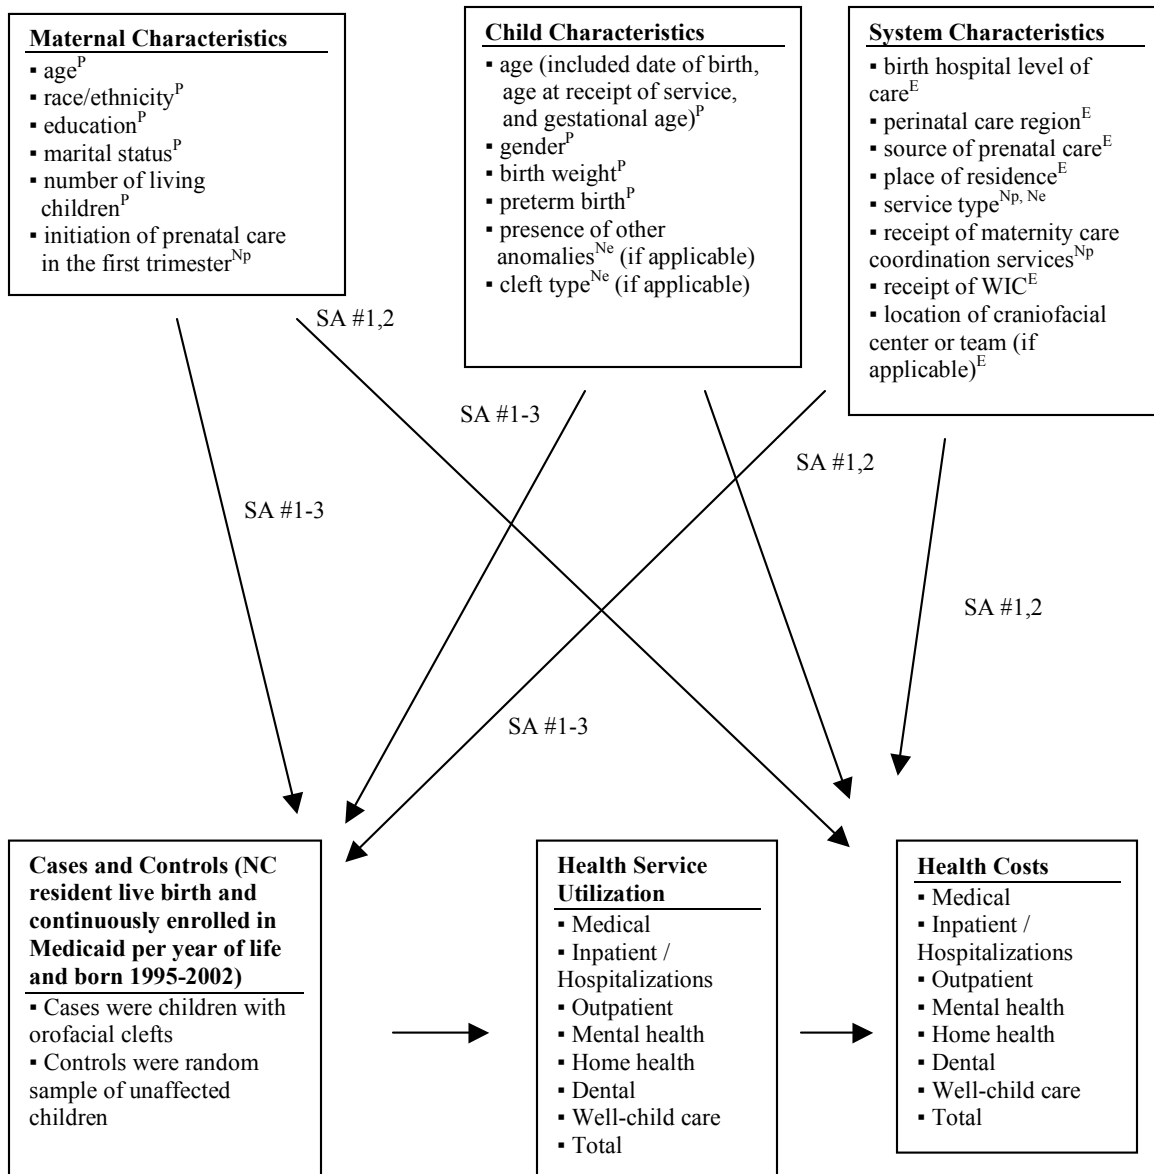 Maternal Characteristics
▪ age^P
▪ race/ethnicity^P
▪ education^P
▪ marital status^P
▪ number of living
children^P
▪ initiation of prenatal care
in the first trimester^Np
Child Characteristics
▪ age (included date of birth,
age at receipt of service,
and gestational age)^P
▪ gender^P
▪ birth weight^P
▪ preterm birth^P
▪ presence of other
anomalies^Ne (if applicable)
▪ cleft type^Ne (if applicable)
System Characteristics
▪ birth hospital level of
care^E
▪ perinatal care region^E
▪ source of prenatal care^E
▪ place of residence^E
▪ service type^Np, Ne
▪ receipt of maternity care
coordination services^Np
▪ receipt of WIC^E
▪ location of craniofacial
center or team (if
applicable)^E
SA #1,2
SA #1-3
SA #1,2
SA #1-3
SA #1,2
SA #1-3
Cases and Controls (NC
resident live birth and
continuously enrolled in
Medicaid per year of life
and born 1995-2002)
▪ Cases were children with
orofacial clefts
▪ Controls were random
sample of unaffected
children
Health Service
Utilization
▪ Medical
▪ Inpatient /
Hospitalizations
▪ Outpatient
▪ Mental health
▪ Home health
▪ Dental
▪ Well-child care
▪ Total
Health Costs
▪ Medical
▪ Inpatient /
Hospitalizations
▪ Outpatient
▪ Mental health
▪ Home health
▪ Dental
▪ Well-child care
▪ Total